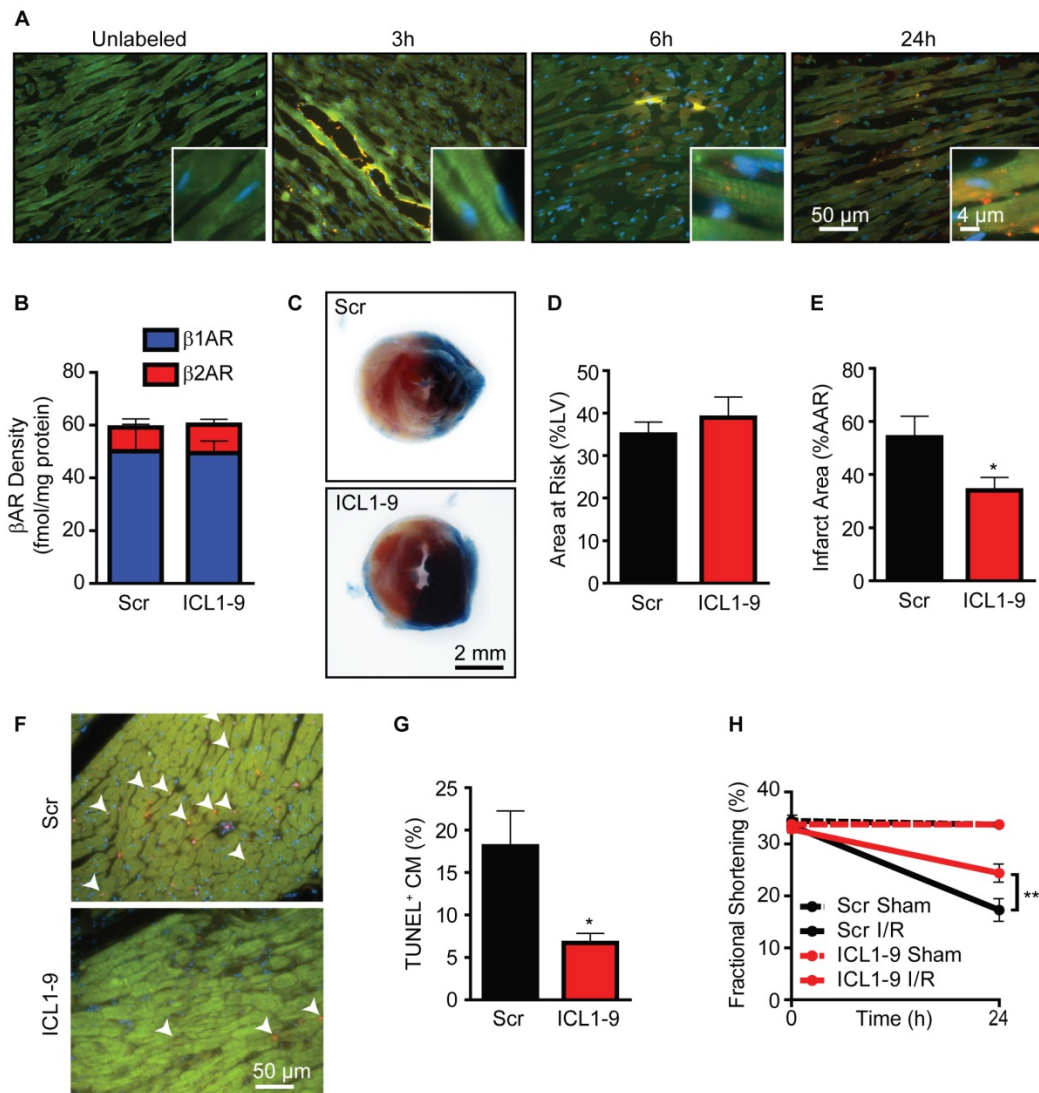 A
Unlabeled
3h
6h
24h
50 µm
4 µm
B
β1AR
β2AR
βAR Density
(fmol/mg protein)
80
60
40
20
0
Scr
ICL1-9
C
Scr
ICL1-9
2 mm
D
Area at Risk (%LV)
50
40
30
20
10
0
Scr
ICL1-9
E
Infarct Area (%AAR)
80
60
40
20
0
*
Scr
ICL1-9
F
Scr
ICL1-9
50 µm
G
TUNEL+ CM (%)
25
20
15
10
5
0
*
Scr
ICL1-9
H
Fractional Shortening (%)
40
30
20
10
0
**
Scr Sham
Scr I/R
ICL1-9 Sham
ICL1-9 I/R
0
Time (h)
24